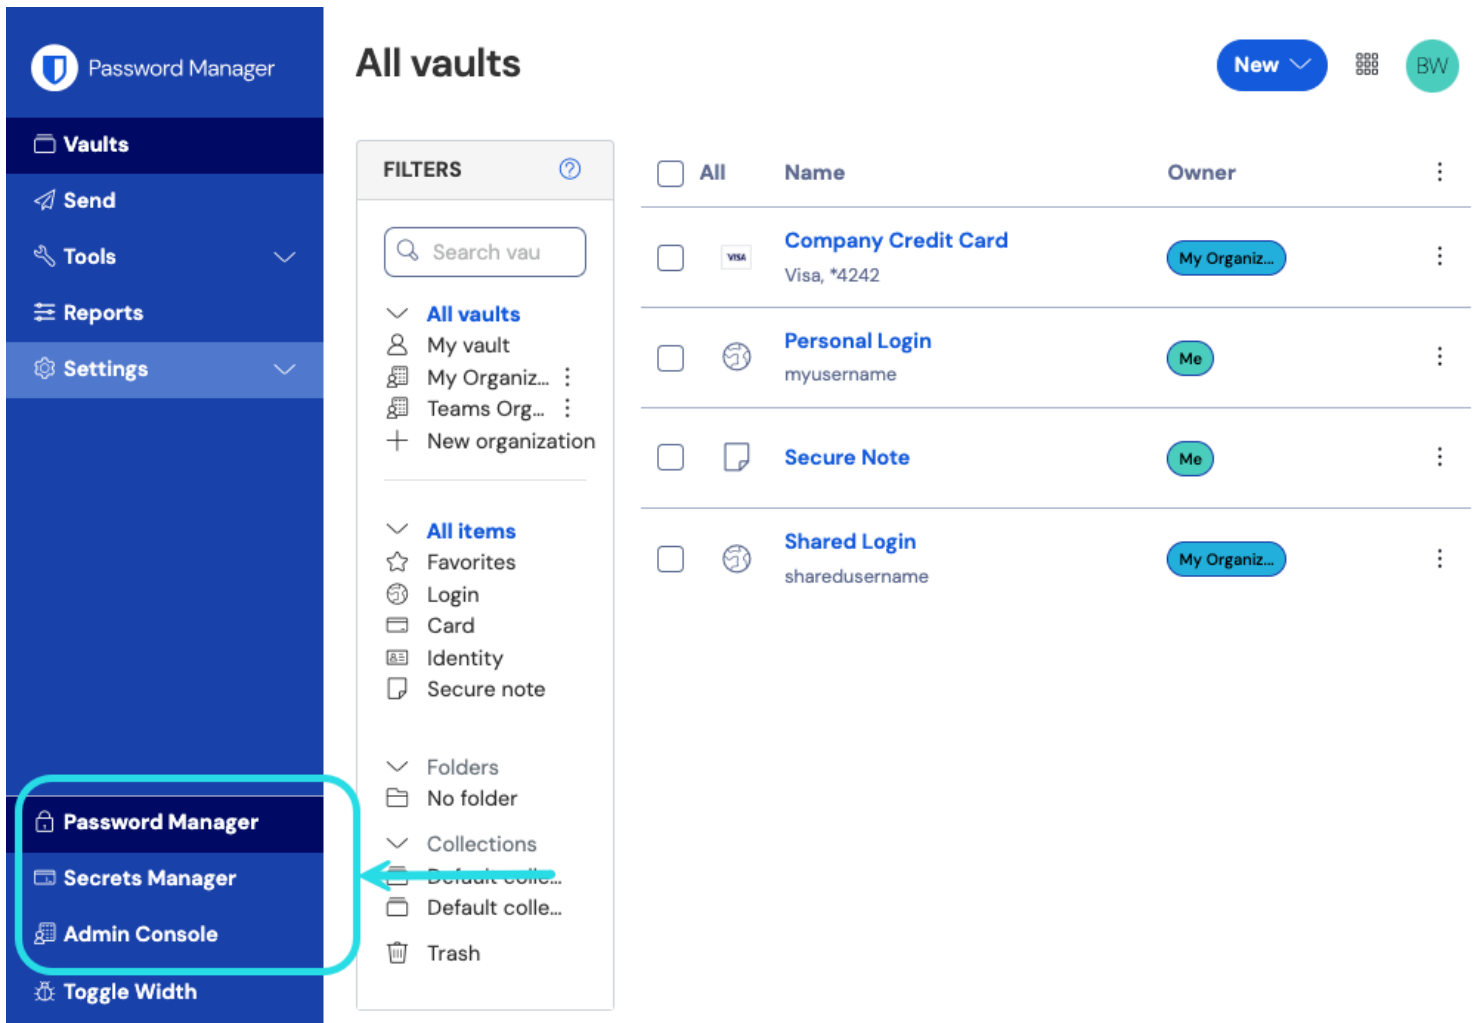 Password Manager
Vaults
Send
Tools
Reports
Settings
Password Manager
Secrets Manager
Admin Console
Toggle Width
All vaults
New
BW
FILTERS
?
Search vau
All vaults
My vault
My Organiz...
Teams Org...
New organization
All items
Favorites
Login
Card
Identity
Secure note
Folders
No folder
Collections
Default colle...
Default colle...
Trash
All Name Owner
VISA Company Credit Card My Organiz...
Visa, *4242
Personal Login Me
myusername
Secure Note Me
Shared Login My Organiz...
sharedusername